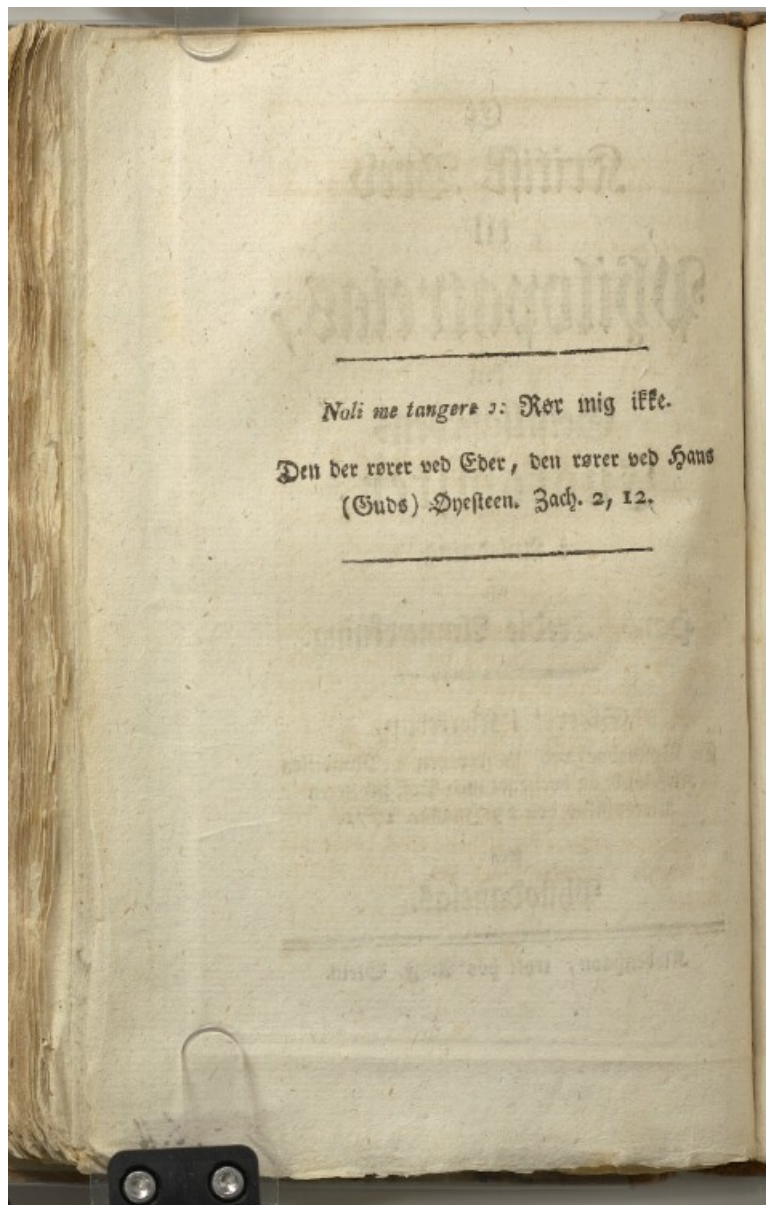 Noli me tangere ɔ: Rør mig ikke.
Den der rører ved Eder, den rører ved Hans
(Guds) Øyesteen. Zach. 2, 12.